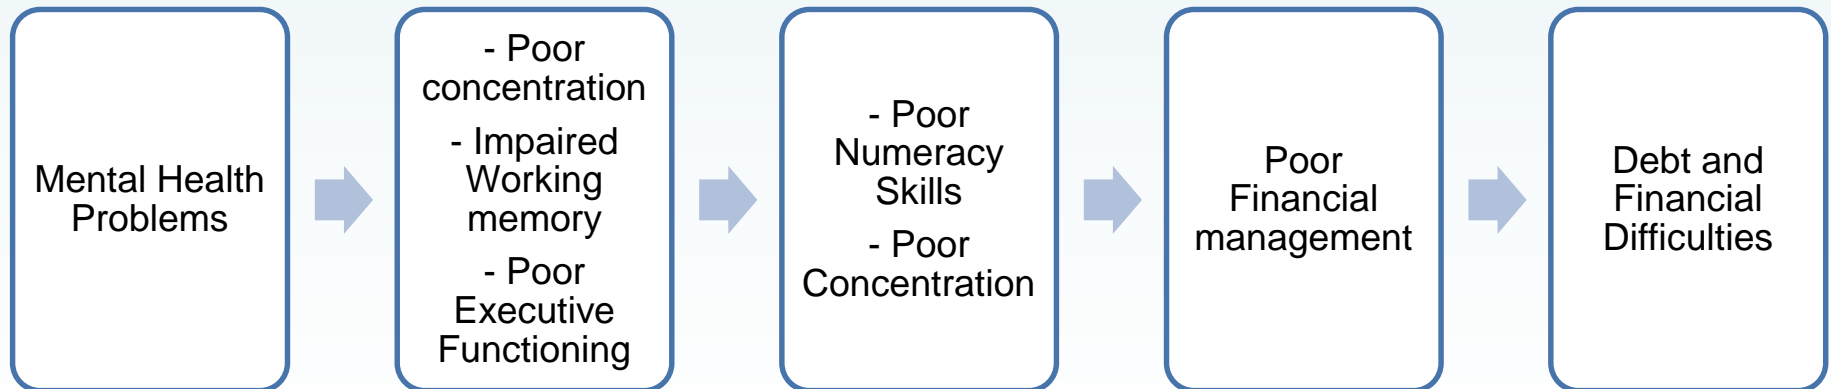 Mental Health
Problems
- Poor
concentration
- Impaired
Working
memory
- Poor
Executive
Functioning
- Poor
Numeracy
Skills
- Poor
Concentration
Poor
Financial
management
Debt and
Financial
Difficulties